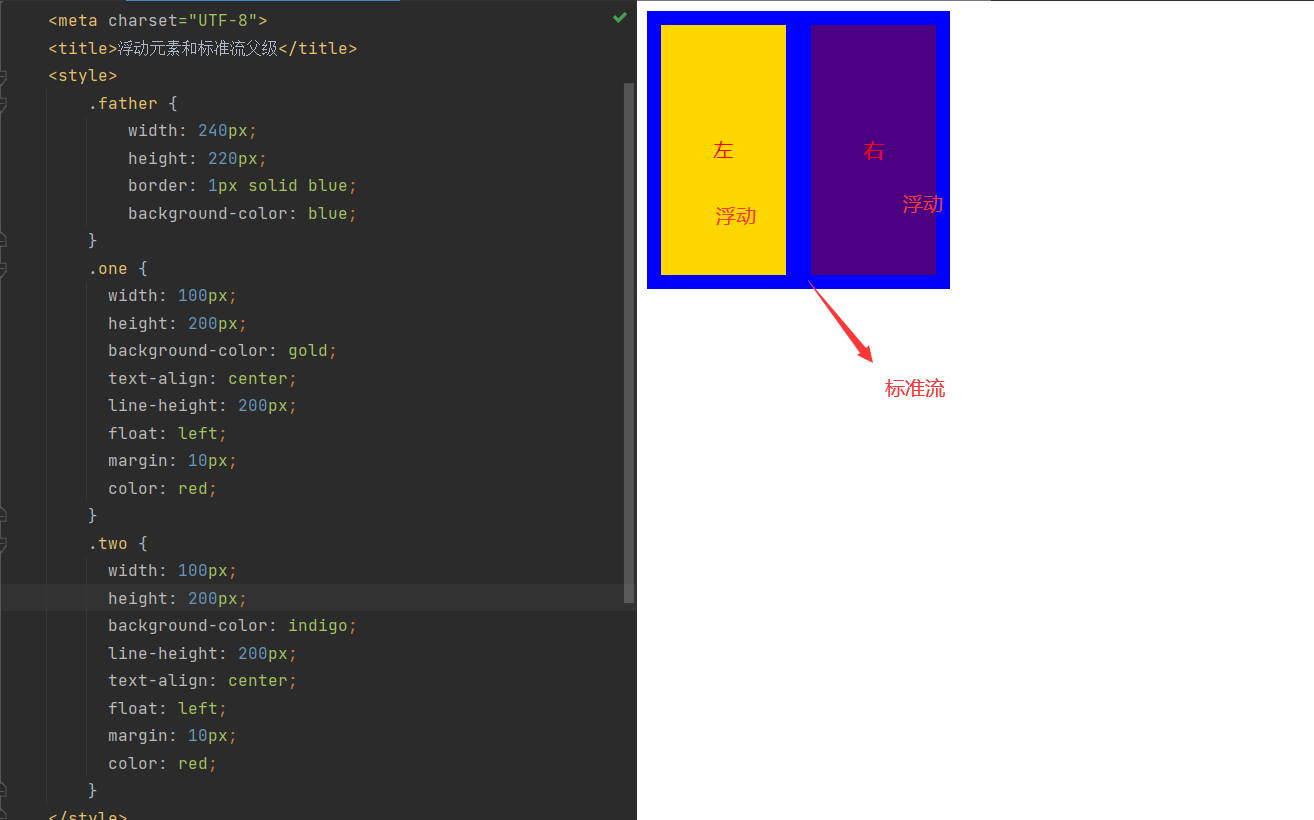 <meta charset="UTF-8">
<title>浮动元素和标准流父级</title>
<style>
.father {
width: 240px;
height: 220px;
border: 1px solid blue;
background-color: blue;
}
.one {
width: 100px;
height: 200px;
background-color: gold;
text-align: center;
line-height: 200px;
float: left;
margin: 10px;
color: red;
}
.two {
width: 100px;
height: 200px;
background-color: indigo;
line-height: 200px;
text-align: center;
float: left;
margin: 10px;
color: red;
}
</style>
左
右
浮动
浮动
标准流